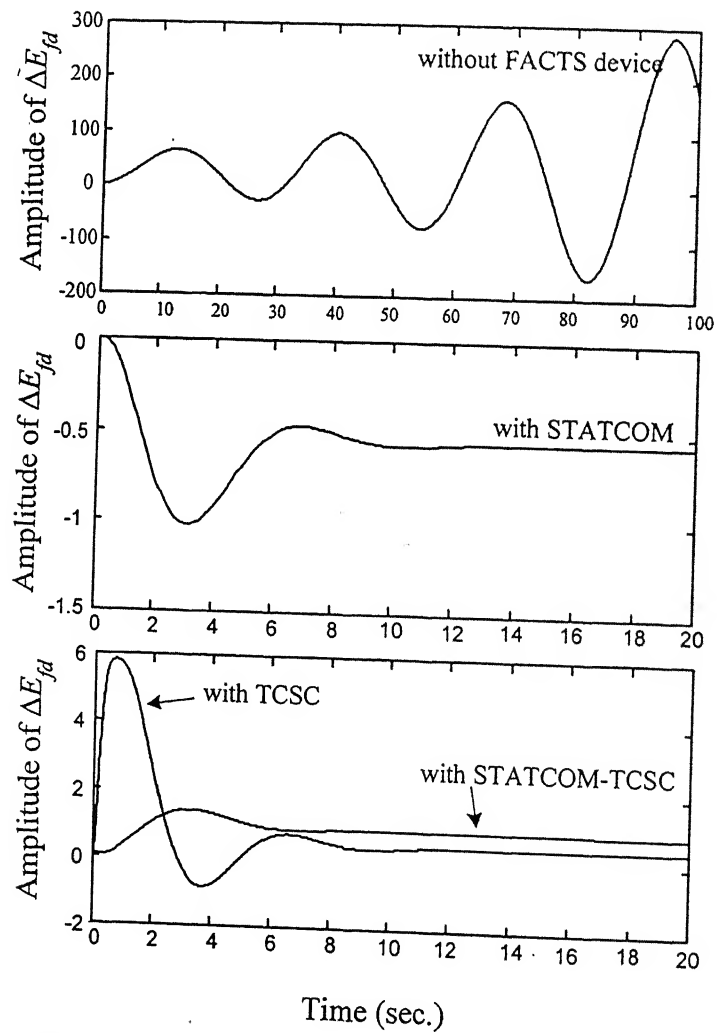 300
200
100
0
-100
-200
Amplitude of ΔE_fd
without FACTS device
0 10 20 30 40 50 60 70 80 90 100
0
-0.5
-1
-1.5
Amplitude of ΔE_fd
with STATCOM
0 2 4 6 8 10 12 14 16 18 20
6
4
2
0
-2
Amplitude of ΔE_fd
with TCSC
with STATCOM-TCSC
0 2 4 6 8 10 12 14 16 18 20
Time (sec.)